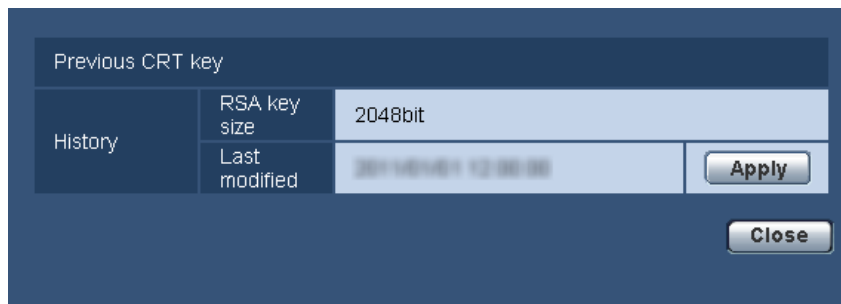 Previous CRT key
History
RSA key
size
2048bit
Last
modified
Apply
Close